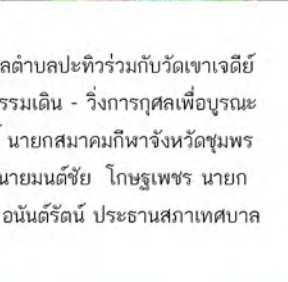 ลตำบลปะทิวร่วมกับวัดเขาเจดีย์
รรมเดิน - วิ่งการกุศลเพื่อบูรณะ
นายกสมาคมกีฬาจังหวัดชุมพร
นายมนต์ชัย โกษฐเพชร นายก
อนันต์รัตน์ ประธานสภาเทศบาล